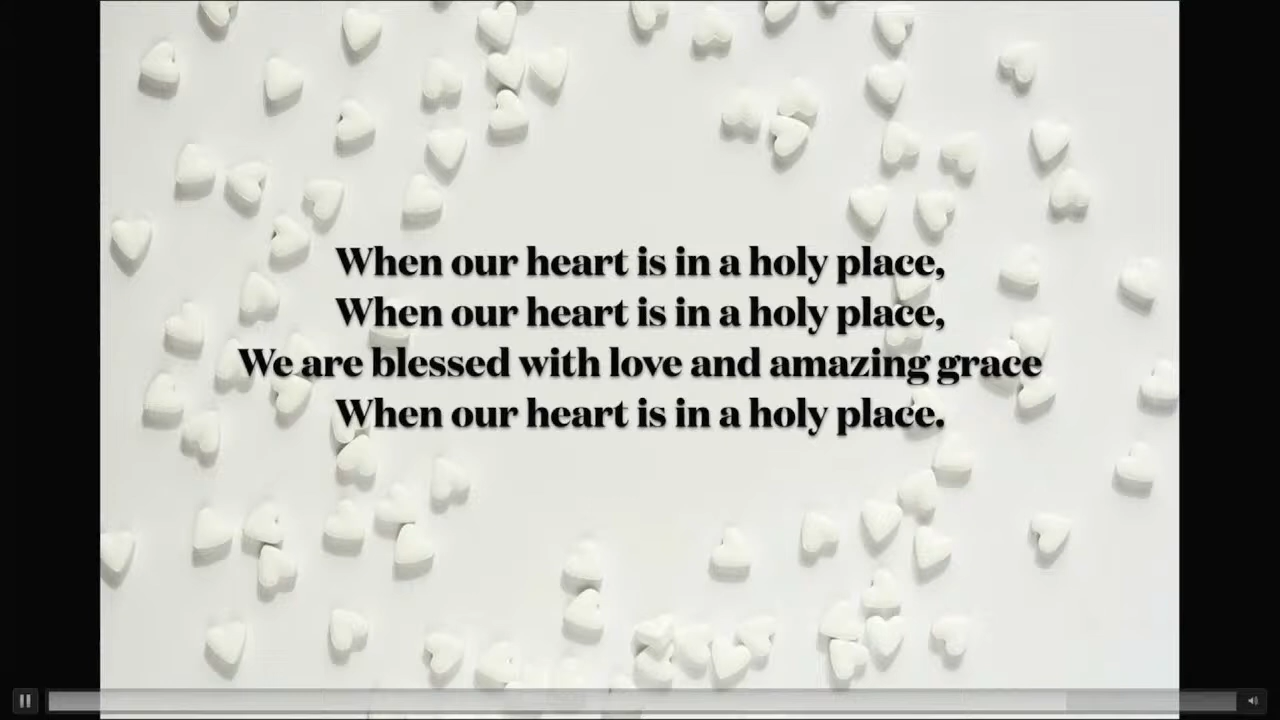 When our heart is in a holy place,
When our heart is in a holy place,
We are blessed with love and amazing grace
When our heart is in a holy place.